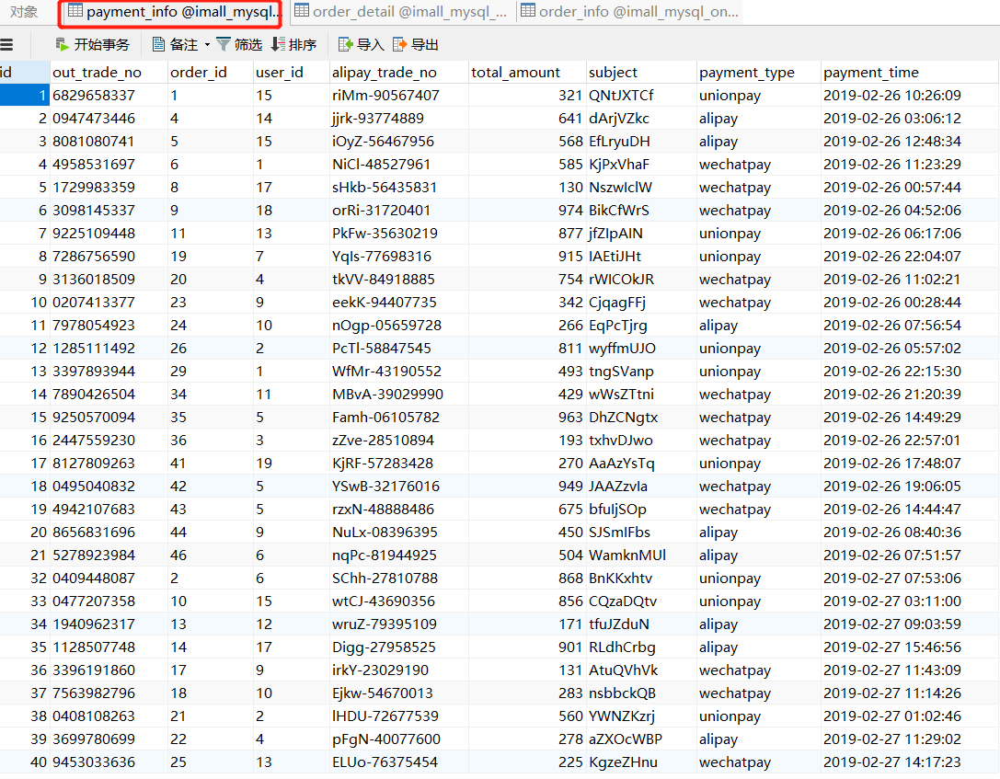 对象 payment_info @imall_mysql... order_detail @imall_mysql_... order_info @imall_mysql_on...
开始事务 备注 筛选 排序 导入 导出
id out_trade_no order_id user_id alipay_trade_no total_amount subject payment_type payment_time
1 6829658337 1 15 riMm-90567407 321 QNtJXTCf unionpay 2019-02-26 10:26:09
2 0947473446 4 14 jjrk-93774889 641 dArjVZkc alipay 2019-02-26 03:06:12
3 8081080741 5 15 iOyZ-56467956 568 EfLryuDH alipay 2019-02-26 12:48:34
4 4958531697 6 1 NiCl-48527961 585 KjPxVhaF wechatpay 2019-02-26 11:23:29
5 1729983359 8 17 sHkb-56435831 130 NszwIclW wechatpay 2019-02-26 00:57:44
6 3098145337 9 18 orRi-31720401 974 BikCfWrS wechatpay 2019-02-26 04:52:06
7 9225109448 11 13 PkFw-35630219 877 jfZIpAIN unionpay 2019-02-26 06:17:06
8 7286756590 19 7 YqIs-77698316 915 IAEtiJHt unionpay 2019-02-26 22:04:07
9 3136018509 20 4 tkVV-84918885 754 rWICOkJR wechatpay 2019-02-26 11:02:21
10 0207413377 23 9 eekK-94407735 342 CjqagFFj wechatpay 2019-02-26 00:28:44
11 7978054923 24 10 nOgp-05659728 266 EqPcTjrg alipay 2019-02-26 07:56:54
12 1285111492 26 2 PcTl-58847545 811 wyffmUJO unionpay 2019-02-26 05:57:02
13 3397893944 29 1 WfMr-43190552 493 tngSVanp unionpay 2019-02-26 22:15:30
14 7890426504 34 11 MBvA-39029990 429 wWsZTtni wechatpay 2019-02-26 21:20:39
15 9250570094 35 5 Famh-06105782 963 DhZCNgtx wechatpay 2019-02-26 14:49:29
16 2447559230 36 3 zZve-28510894 193 txhvDJwo wechatpay 2019-02-26 22:57:01
17 8127809263 41 19 KjRF-57283428 270 AaAzYsTq unionpay 2019-02-26 17:48:07
18 0495040832 42 5 YSwB-32176016 949 JAAZzvIa wechatpay 2019-02-26 19:06:05
19 4942107683 43 5 rzxN-48888486 675 bfuIjSOp wechatpay 2019-02-26 14:44:47
20 8656831696 44 9 NuLx-08396395 450 SJSmIFbs alipay 2019-02-26 08:40:36
21 5278923984 46 6 nqPc-81944925 504 WamknMUl alipay 2019-02-26 07:51:57
32 0409448087 2 6 SChh-27810788 868 BnKKxhtv unionpay 2019-02-27 07:53:06
33 0477207358 10 15 wtCJ-43690356 856 CQzaDQtv unionpay 2019-02-27 03:11:00
34 1940962317 13 12 wruZ-79395109 171 tfuJZduN alipay 2019-02-27 09:03:59
35 1128507748 14 17 Digg-27958525 901 RLdhCrbg alipay 2019-02-27 15:46:56
36 3396191860 17 9 irkY-23029190 131 AtuQVhVk wechatpay 2019-02-27 11:43:09
37 7563982796 18 10 Ejkw-54670013 283 nsbbckQB wechatpay 2019-02-27 11:14:26
38 0408108263 21 2 lHDU-72677539 560 YWNZKzrj unionpay 2019-02-27 01:02:46
39 3699780699 22 4 pFgN-40077600 278 aZXOcWBP alipay 2019-02-27 11:29:02
40 9453033636 25 13 ELUo-76375454 225 KgzeZHnu wechatpay 2019-02-27 14:17:23